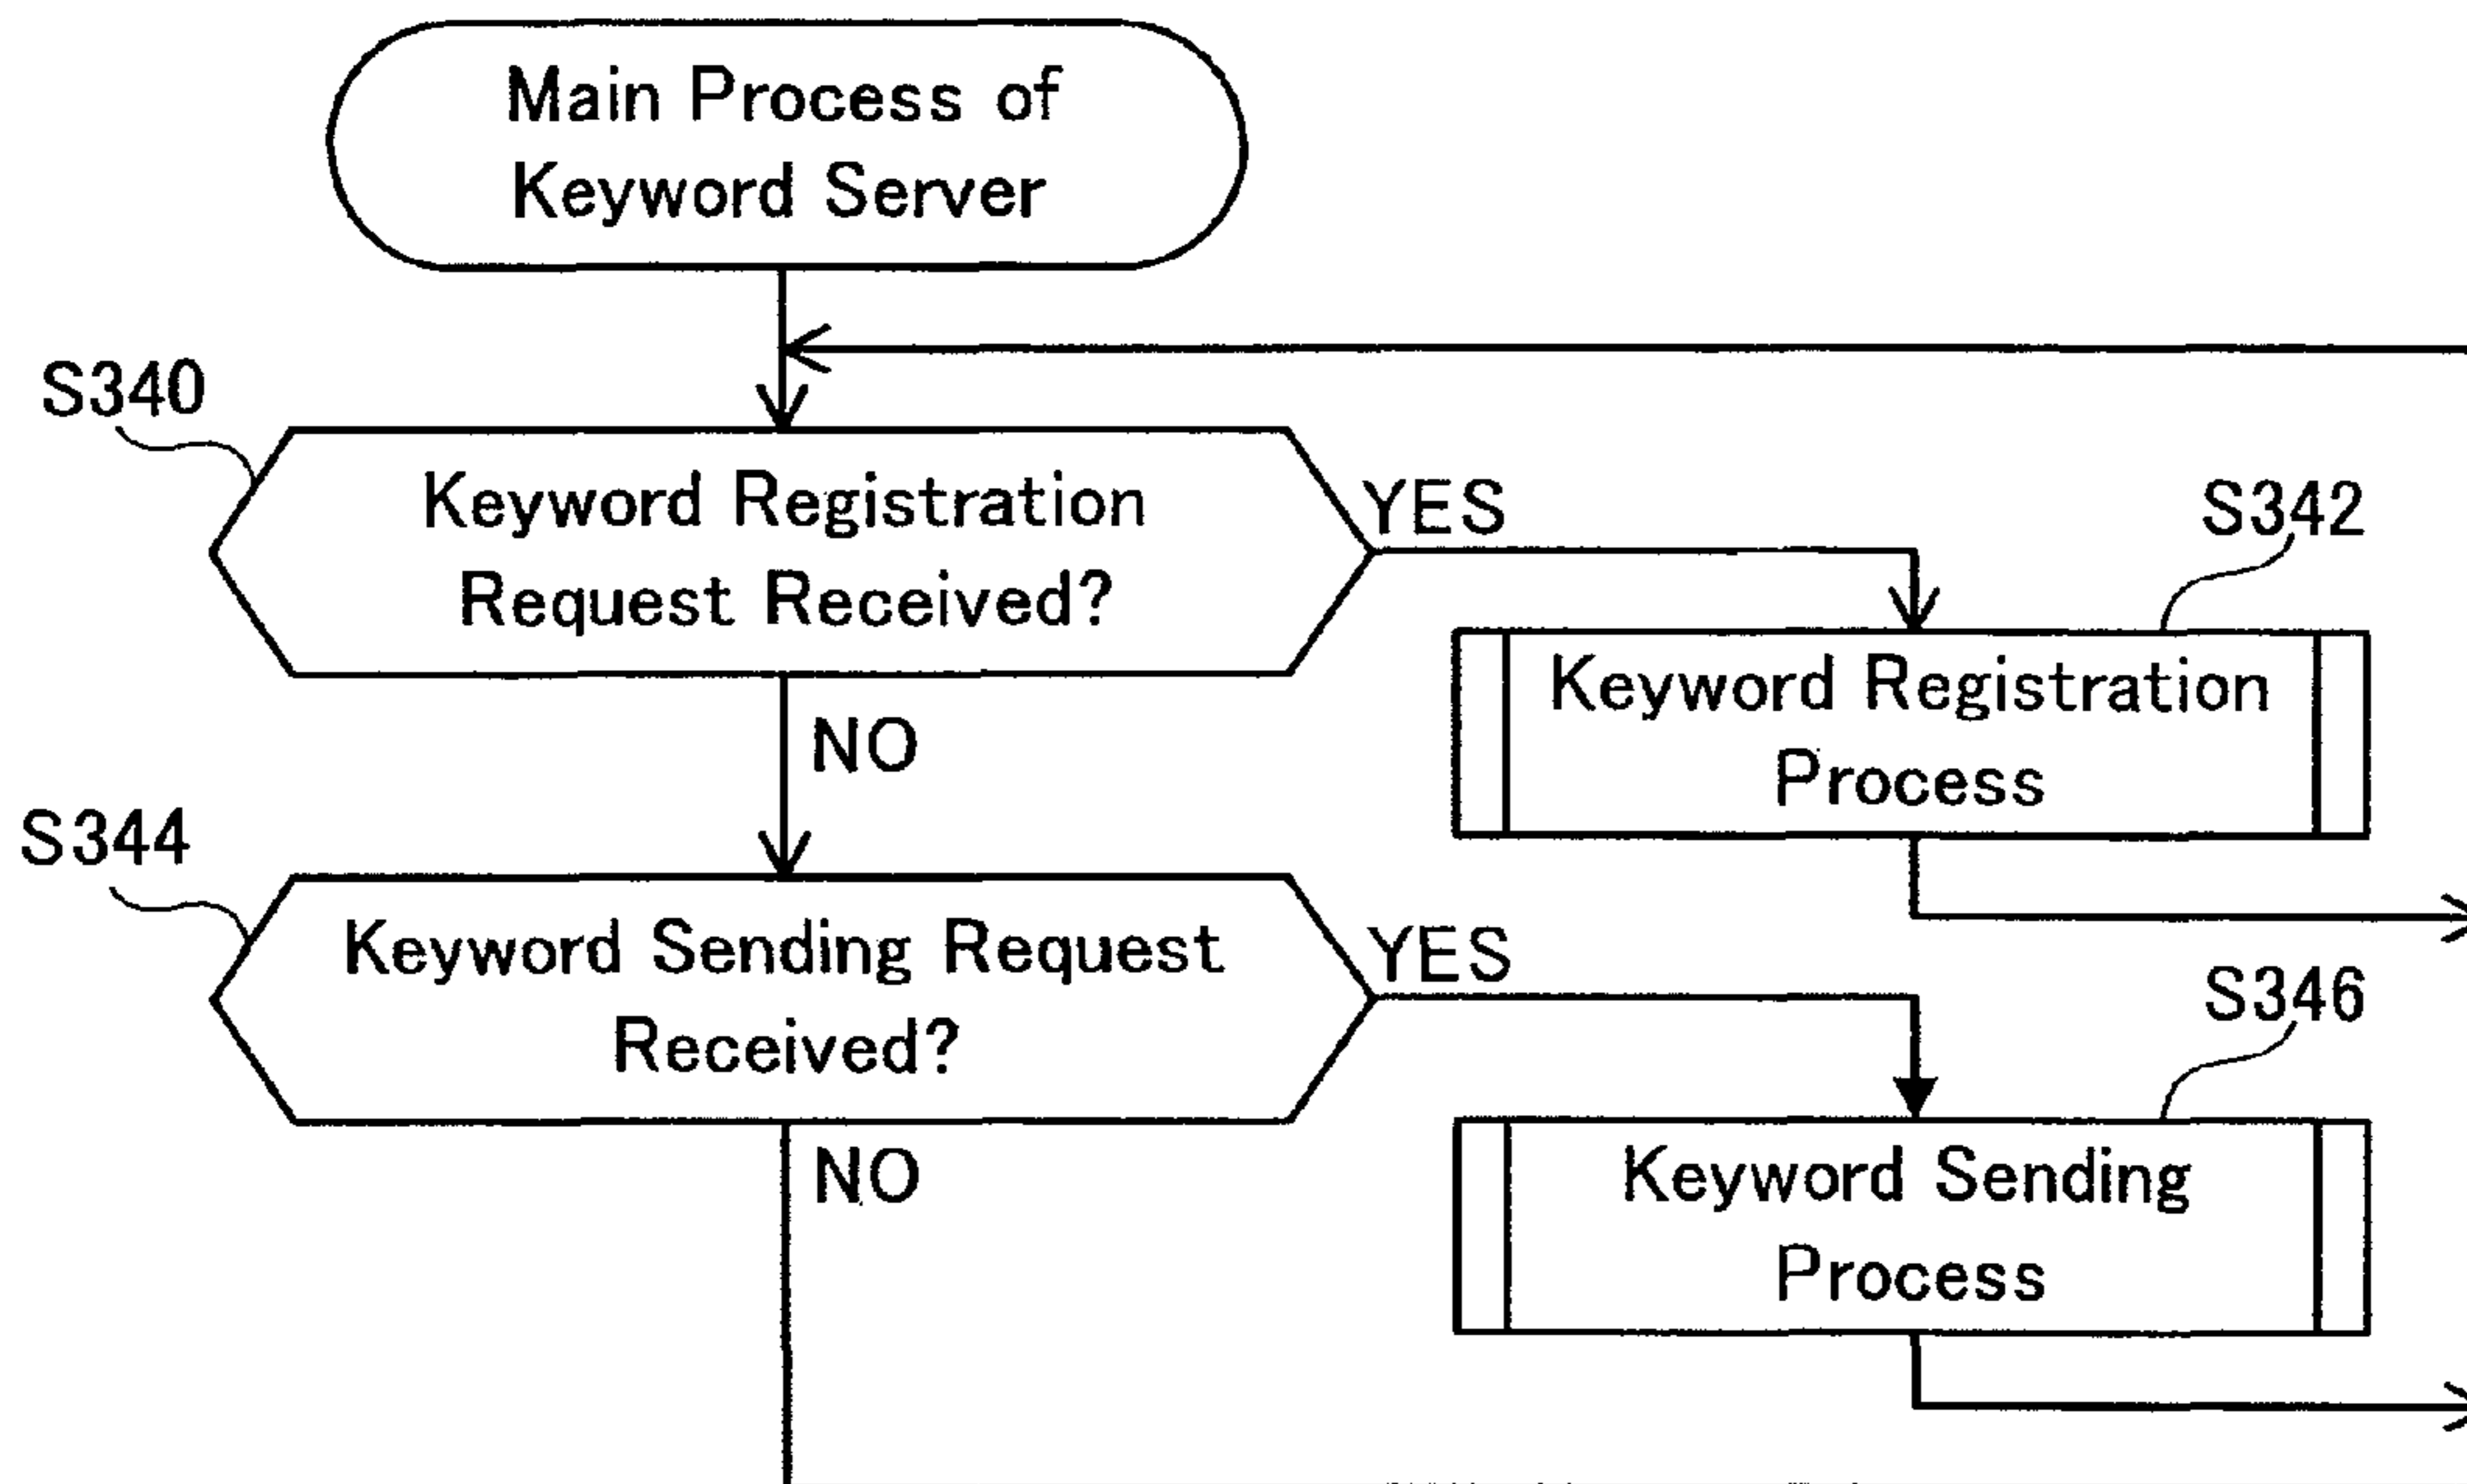 Main Process of
Keyword Server
S340
Keyword Registration
Request Received?
YES
S342
Keyword Registration
Process
NO
S344
Keyword Sending Request
Received?
YES
S346
Keyword Sending
Process
NO